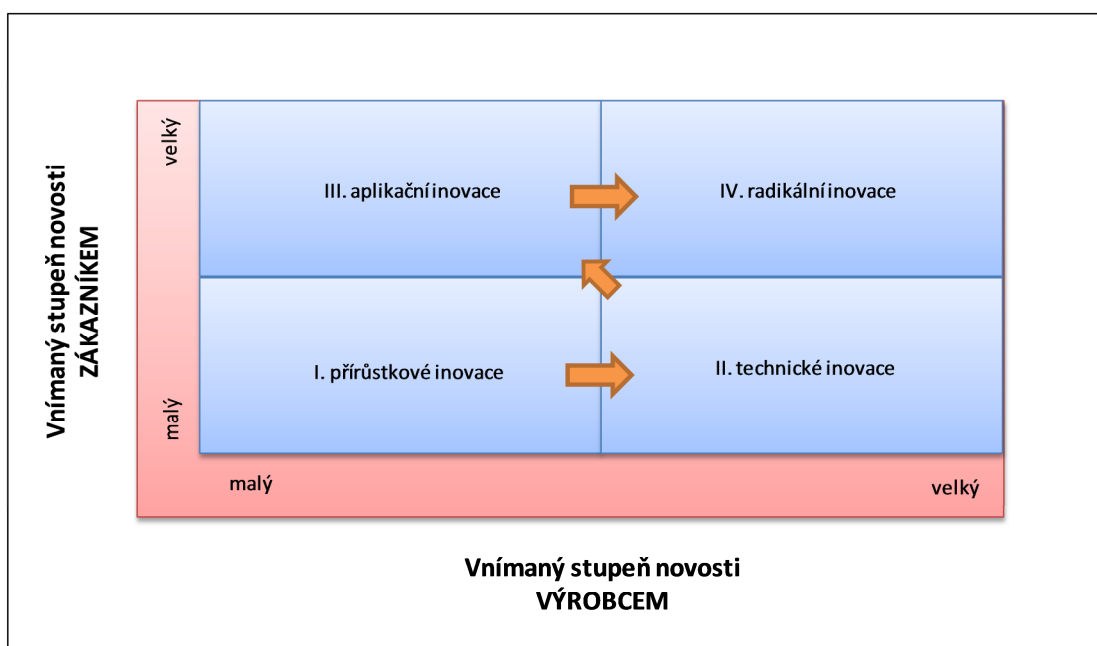 Vnímaný stupeň novosti
ZÁKAZNÍKEM
velký
malý
III. aplikační inovace
IV. radikální inovace
I. přírůstkové inovace
II. technické inovace
malý
velký
Vnímaný stupeň novosti
VÝROBCEM